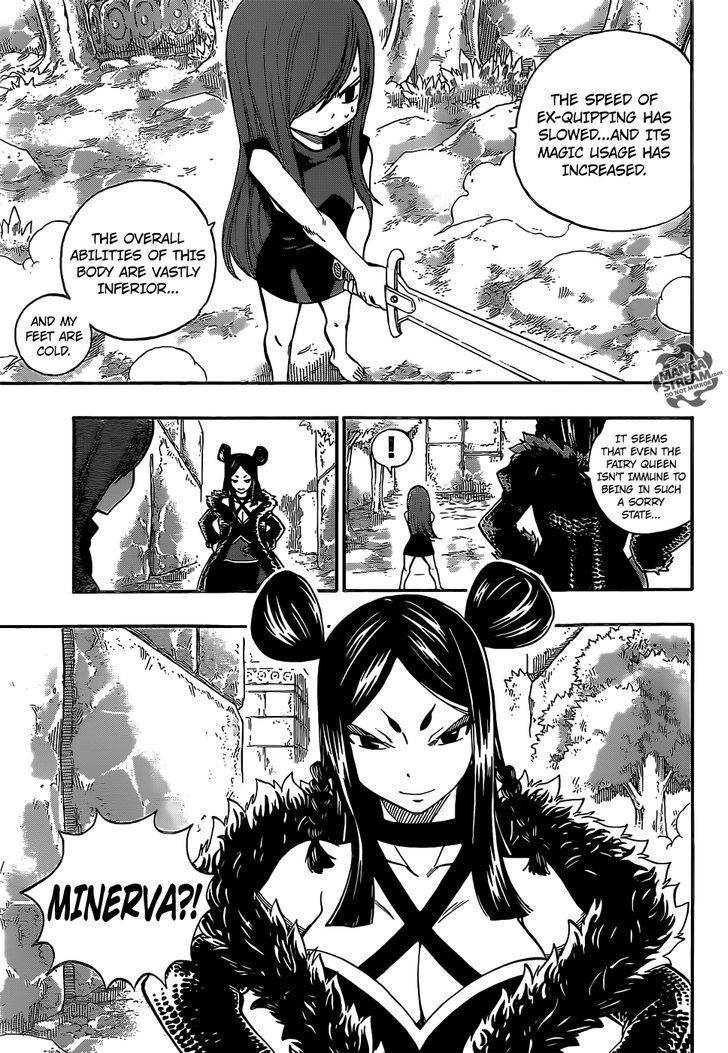 THE SPEED OF
EX-QUIPPING HAS
SLOWED...AND ITS
MAGIC USAGE HAS
INCREASED.
THE OVERALL
ABILITIES OF THIS
BODY ARE VASTLY
INFERIOR...
AND MY
FEET ARE
COLD.
MANGA
STREAM.com
DO NOT MIRROR
IT SEEMS
THAT EVEN THE
FAIRY QUEEN
ISN'T IMMUNE TO
BEING IN SUCH
A SORRY
STATE...
!
MINERVA?!